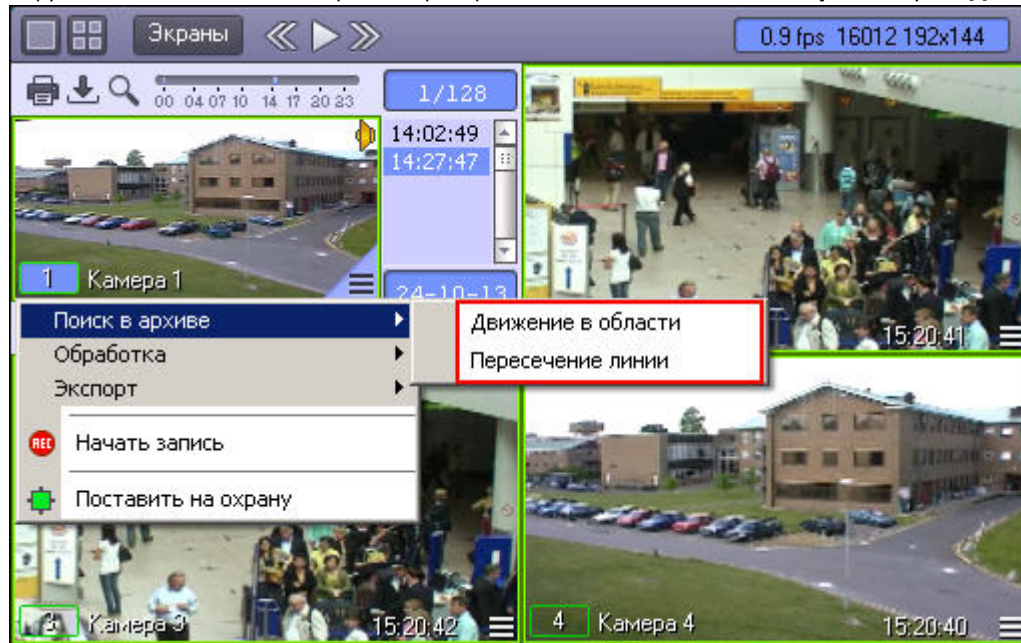 Экраны
0.9 fps 16012 192x144
00 04 07 10 14 17 20 23
1/128
14:02:49
14:27:47
1 Камера 1
24-10-13
Поиск в архиве
Движение в области
Обработка
Пересечение линии
Экспорт
REC Начать запись
Поставить на охрану
15:20:41
3 Камера 3
15:20:42
4 Камера 4
15:20:40